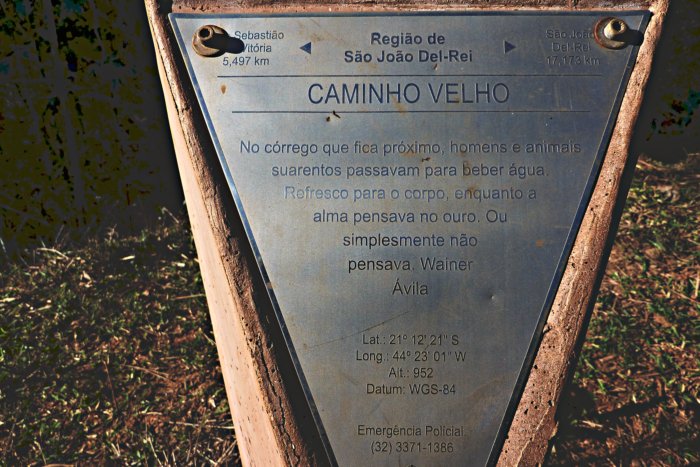 Sebastião
Vitória
5,497 km
◄ Região de ►
São João Del-Rei
São João
Del-Rei
17,173 km
CAMINHO VELHO
No córrego que fica próximo, homens e animais
suarentos passavam para beber água.
Refresco para o corpo, enquanto a
alma pensava no ouro. Ou
simplesmente não
pensava. Wainer
Ávila
Lat.: 21º 12' 21" S
Long.: 44º 23' 01" W
Alt.: 952
Datum: WGS-84
Emergência Policial:
(32) 3371-1386